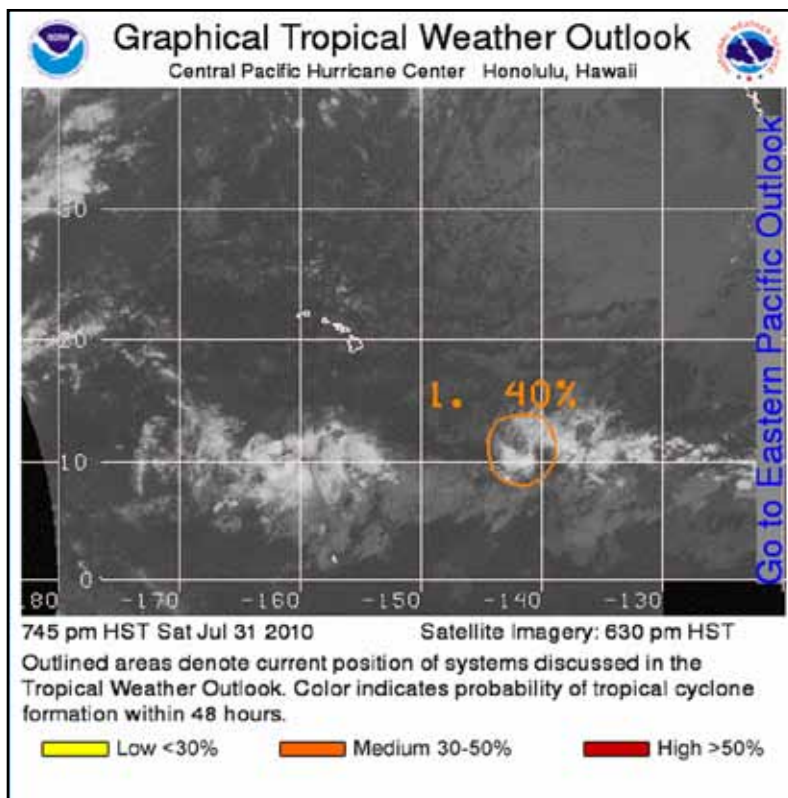 Graphical Tropical Weather Outlook
Central Pacific Hurricane Center Honolulu, Hawaii
30
20
1. 40%
10
0
180 -170 -160 -150 -140 -130
Go to Eastern Pacific Outlook
745 pm HST Sat Jul 31 2010 Satellite Imagery: 630 pm HST
Outlined areas denote current position of systems discussed in the
Tropical Weather Outlook. Color indicates probability of tropical cyclone
formation within 48 hours.
Low <30% Medium 30-50% High >50%